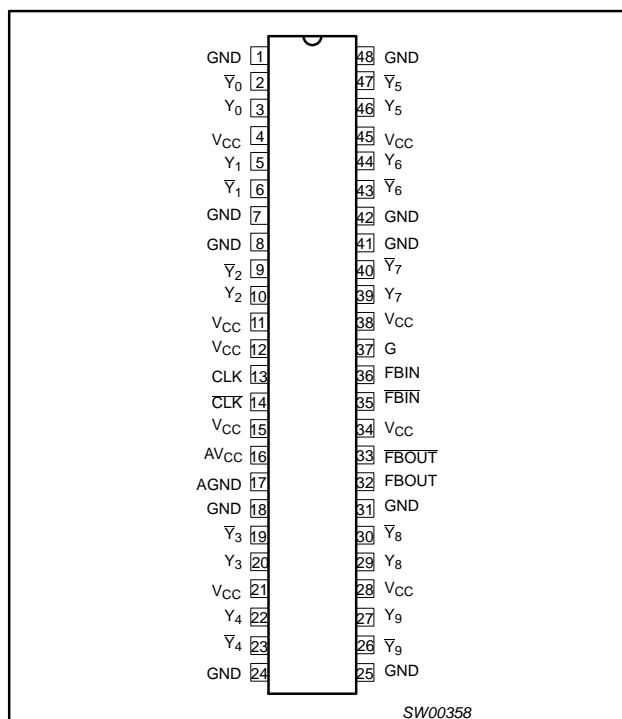 GND 1 48 GND
Y̅0 2 47 Y̅5
Y0 3 46 Y5
VCC 4 45 VCC
Y1 5 44 Y6
Y̅1 6 43 Y̅6
GND 7 42 GND
GND 8 41 GND
Y̅2 9 40 Y̅7
Y2 10 39 Y7
VCC 11 38 VCC
VCC 12 37 G
CLK 13 36 FBIN
C̅L̅K̅ 14 35 F̅B̅I̅N̅
VCC 15 34 VCC
AVCC 16 33 F̅B̅O̅U̅T̅
AGND 17 32 FBOUT
GND 18 31 GND
Y̅3 19 30 Y̅8
Y3 20 29 Y8
VCC 21 28 VCC
Y4 22 27 Y9
Y̅4 23 26 Y̅9
GND 24 25 GND
SW00358